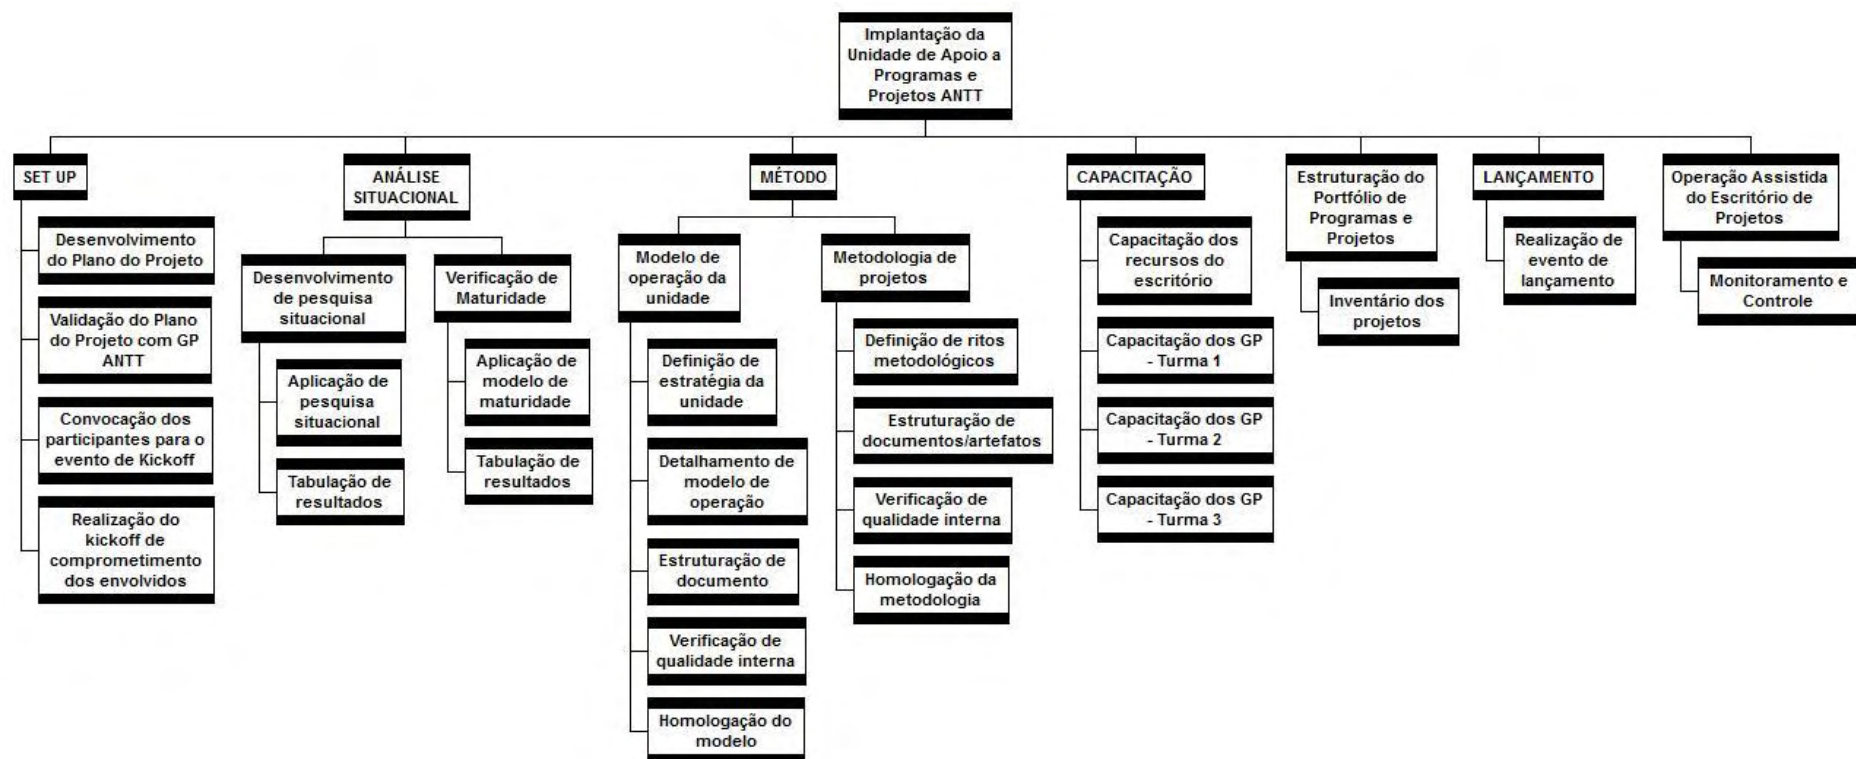 Implantação da
Unidade de Apoio a
Programas e
Projetos ANTT
SET UP
Desenvolvimento
do Plano do Projeto
Validação do Plano
do Projeto com GP
ANTT
Convocação dos
participantes para o
evento de Kickoff
Realização do
kickoff de
comprometimento
dos envolvidos
ANÁLISE
SITUACIONAL
Desenvolvimento
de pesquisa
situacional
Aplicação de
pesquisa
situacional
Tabulação de
resultados
Verificação de
Maturidade
Aplicação de
modelo de
maturidade
Tabulação de
resultados
MÉTODO
Modelo de
operação da
unidade
Definição de
estratégia da
unidade
Detalhamento de
modelo de
operação
Estruturação de
documento
Verificação de
qualidade interna
Homologação do
modelo
Metodologia de
projetos
Definição de ritos
metodológicos
Estruturação de
documentos/artefatos
Verificação de
qualidade interna
Homologação da
metodologia
CAPACITAÇÃO
Capacitação dos
recursos do
escritório
Capacitação dos GP
- Turma 1
Capacitação dos GP
- Turma 2
Capacitação dos GP
- Turma 3
Estruturação do
Portfólio de
Programas e
Projetos
Inventário dos
projetos
LANÇAMENTO
Realização de
evento de
lançamento
Operação Assistida
do Escritório de
Projetos
Monitoramento e
Controle